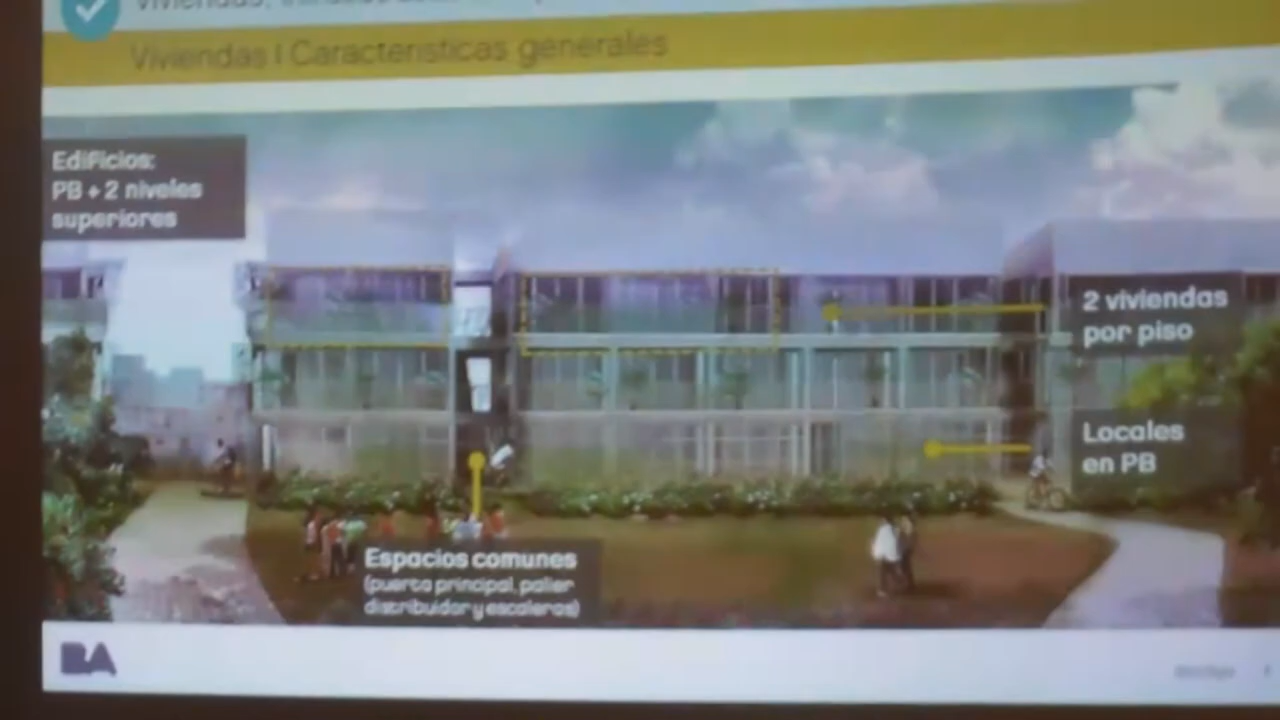 Viviendas,
Viviendas | Características generales
Edificios:
PB + 2 niveles
superiores
2 viviendas
por piso
Locales
en PB
Espacios comunes
(puerta principal, palier
distribuidor y escaleras)
BA